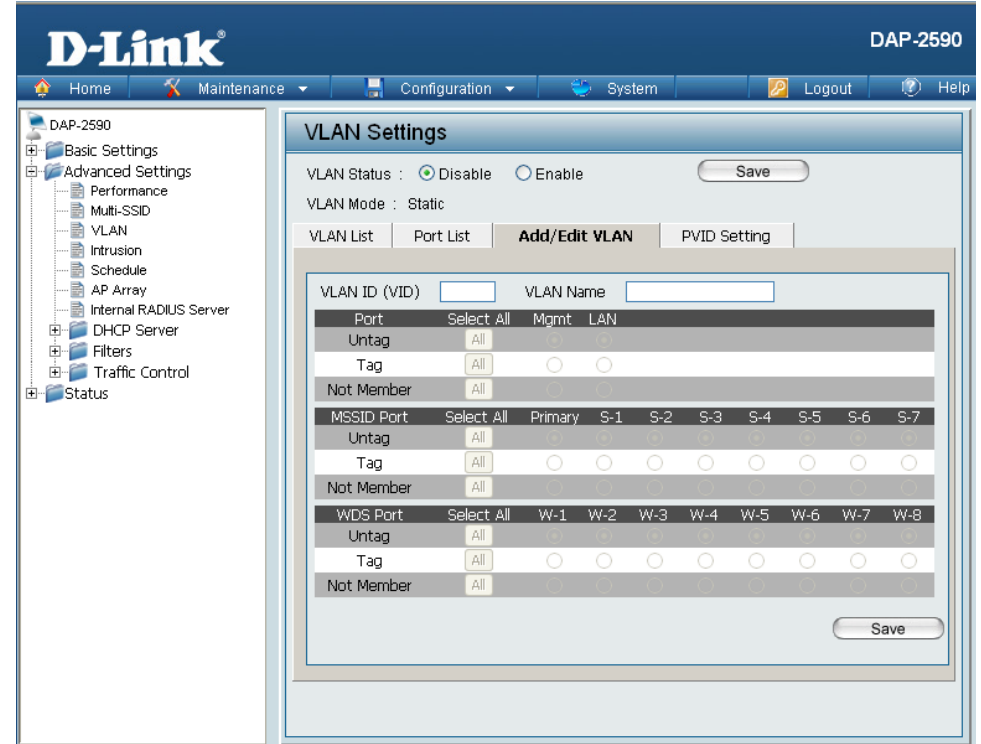 D-Link®
DAP-2590
Home Maintenance Configuration System Logout Help
DAP-2590
Basic Settings
Advanced Settings
Performance
Multi-SSID
VLAN
Intrusion
Schedule
AP Array
Internal RADIUS Server
DHCP Server
Filters
Traffic Control
Status
VLAN Settings
VLAN Status : Disable Enable Save
VLAN Mode : Static
VLAN List Port List Add/Edit VLAN PVID Setting
VLAN ID (VID) VLAN Name
Port Select All Mgmt LAN
Untag All
Tag All
Not Member All
MSSID Port Select All Primary S-1 S-2 S-3 S-4 S-5 S-6 S-7
Untag All
Tag All
Not Member All
WDS Port Select All W-1 W-2 W-3 W-4 W-5 W-6 W-7 W-8
Untag All
Tag All
Not Member All
Save